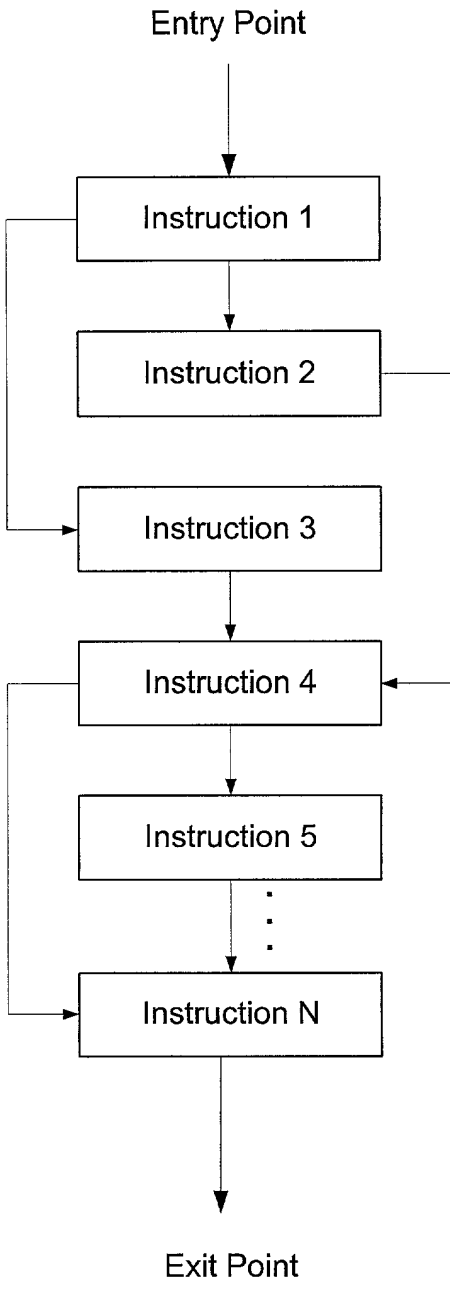 Entry Point
Instruction 1
Instruction 2
Instruction 3
Instruction 4
Instruction 5
Instruction N
Exit Point